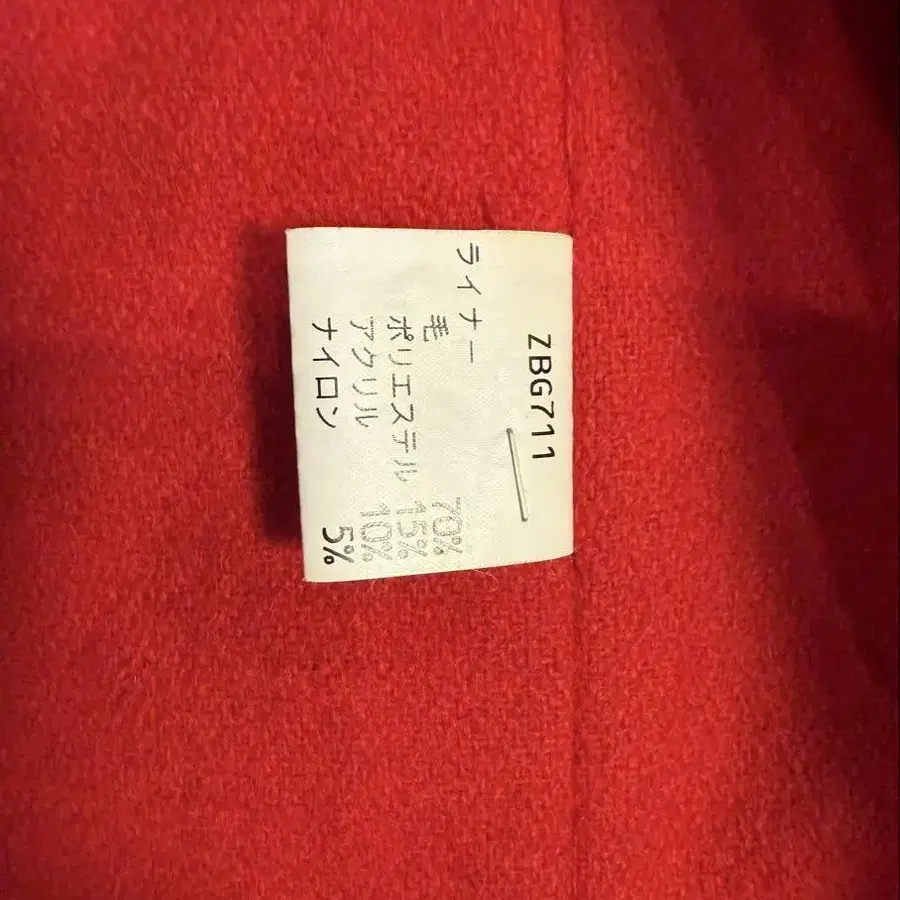 ZBG711
ライナー
毛 70%
ポリエステル 15%
アクリル 10%
ナイロン 5%